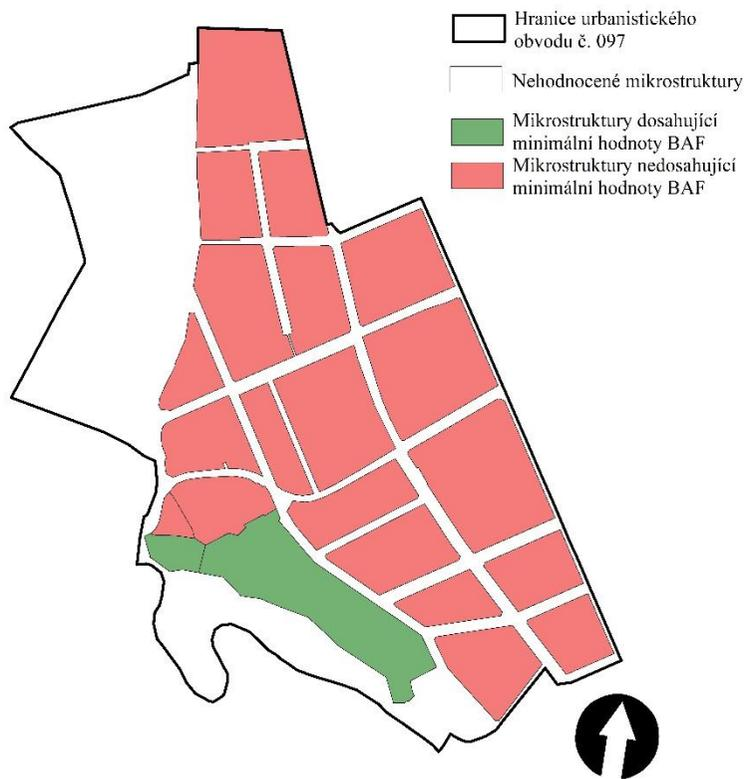 Hranice urbanistického
obvodu č. 097
Nehodnocené mikrostruktury
Mikrostruktury dosahující
minimální hodnoty BAF
Mikrostruktury nedosahující
minimální hodnoty BAF